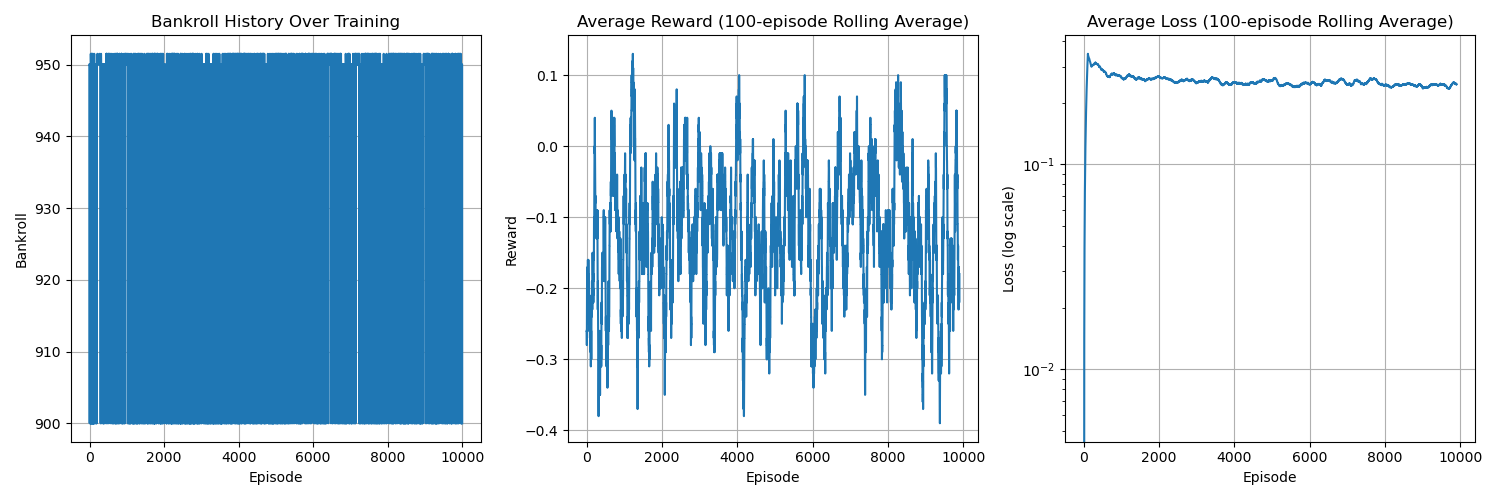 Bankroll History Over Training
Bankroll
950
940
930
920
910
900
0 2000 4000 6000 8000 10000
Episode
Average Reward (100-episode Rolling Average)
Reward
0.1
0.0
−0.1
−0.2
−0.3
−0.4
0 2000 4000 6000 8000 10000
Episode
Average Loss (100-episode Rolling Average)
Loss (log scale)
10⁻¹
10⁻²
0 2000 4000 6000 8000 10000
Episode